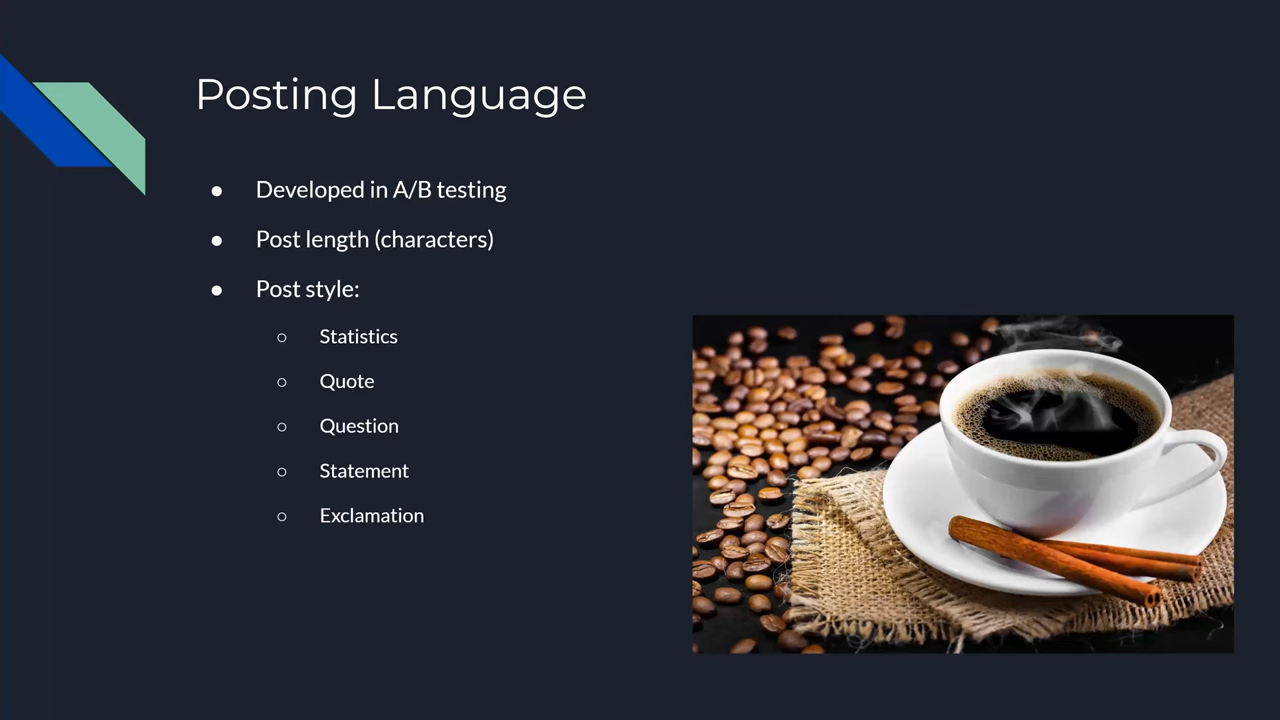 Posting Language
● Developed in A/B testing
● Post length (characters)
● Post style:
○ Statistics
○ Quote
○ Question
○ Statement
○ Exclamation